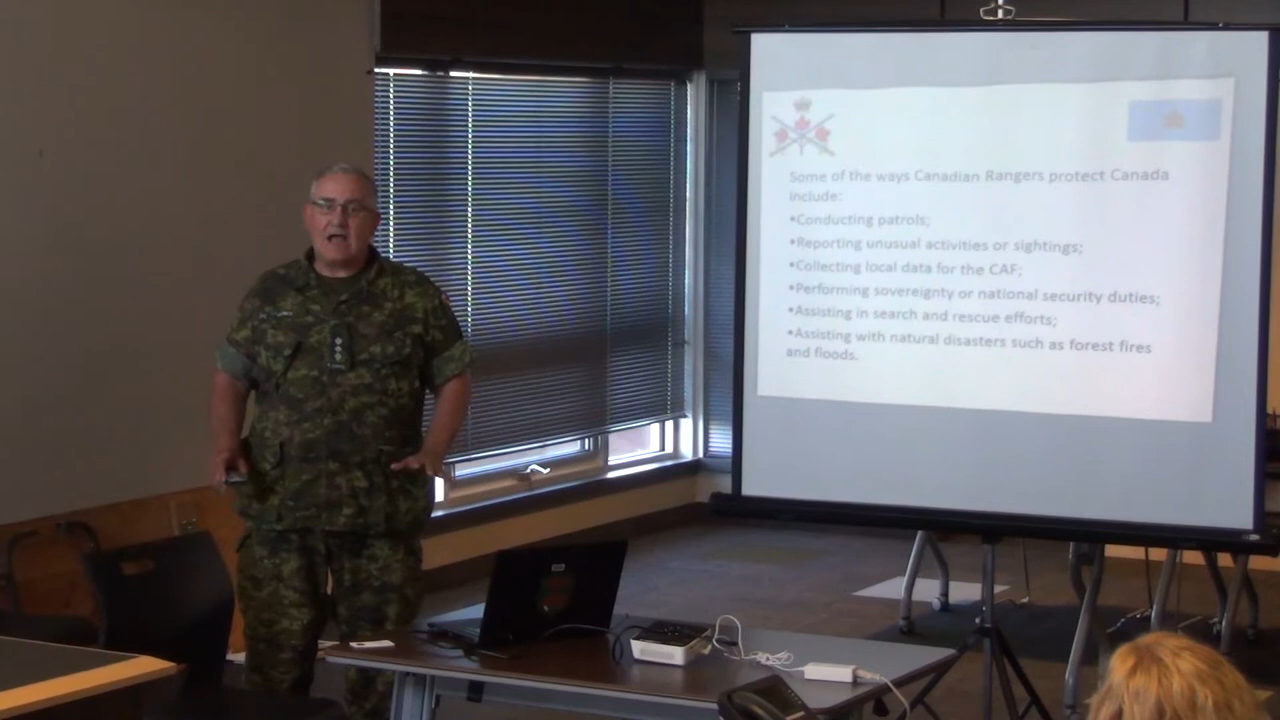 Some of the ways Canadian Rangers protect Canada
include:
•Conducting patrols;
•Reporting unusual activities or sightings;
•Collecting local data for the CAF;
•Performing sovereignty or national security duties;
•Assisting in search and rescue efforts;
•Assisting with natural disasters such as forest fires
and floods.